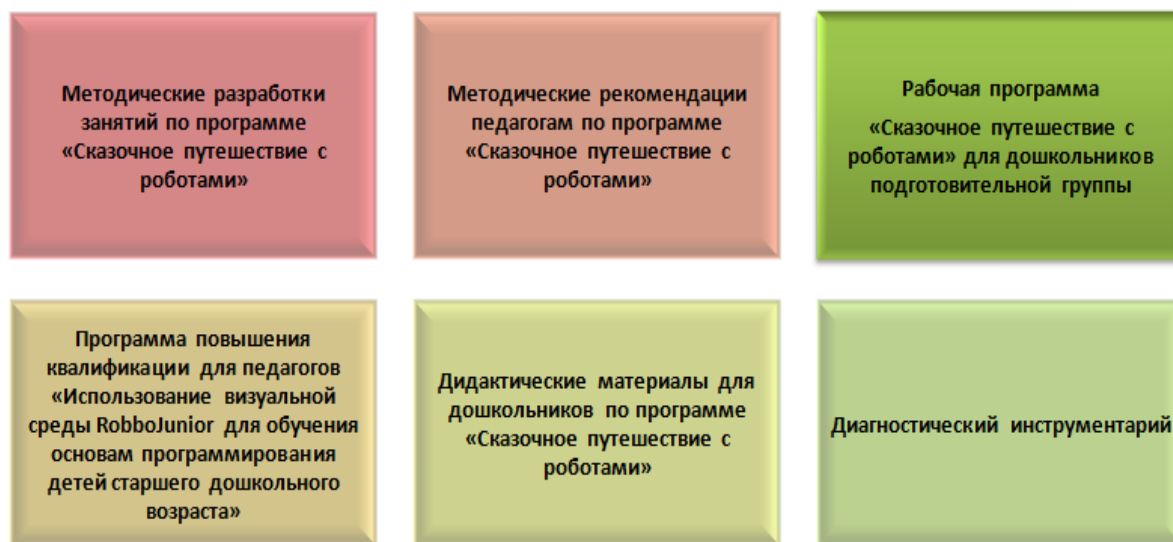 Методические разработки
занятий по программе
«Сказочное путешествие с
роботами»
Методические рекомендации
педагогам по программе
«Сказочное путешествие с
роботами»
Рабочая программа
«Сказочное путешествие с
роботами» для дошкольников
подготовительной группы
Программа повышения
квалификации для педагогов
«Использование визуальной
среды RobboJunior для обучения
основам программирования
детей старшего дошкольного
возраста»
Дидактические материалы для
дошкольников по программе
«Сказочное путешествие с
роботами»
Диагностический инструментарий